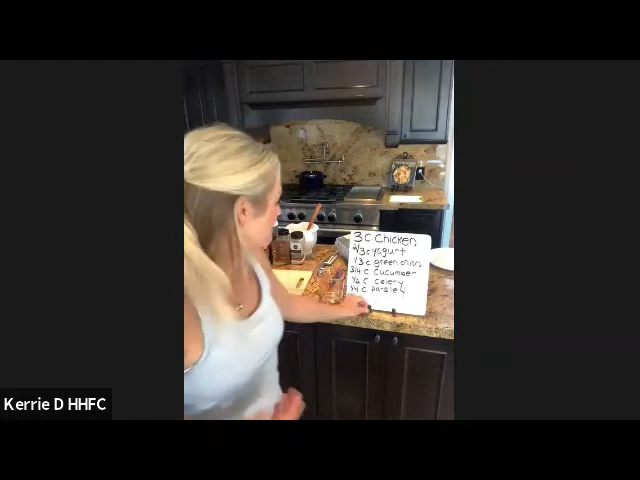 3 C Chicken
2/3 c Yogurt
1/3 c green onions
3/4 c. Cucumber
1/2 c. Celery
1/4 c. parsley
Kerrie D HHFC